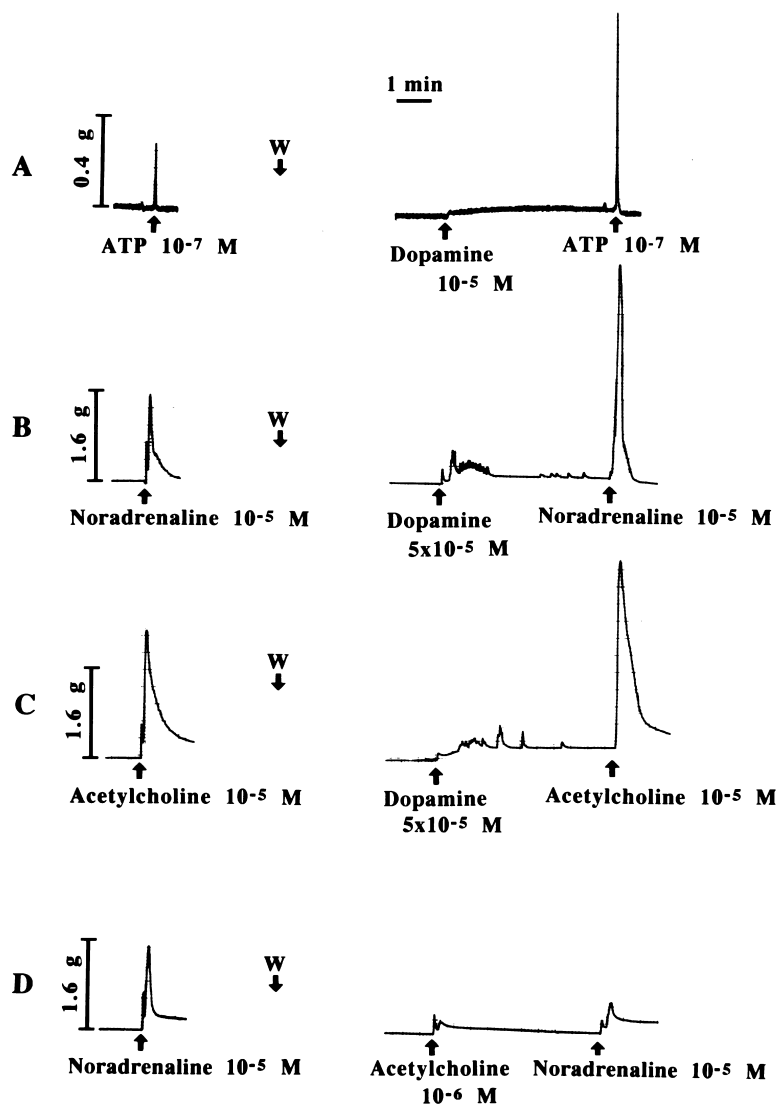 1 min
A
0.4 g
W
ATP 10-7 M
Dopamine
10-5 M
ATP 10-7 M
B
1.6 g
W
Noradrenaline 10-5 M
Dopamine
5x10-5 M
Noradrenaline 10-5 M
C
1.6 g
W
Acetylcholine 10-5 M
Dopamine
5x10-5 M
Acetylcholine 10-5 M
D
1.6 g
W
Noradrenaline 10-5 M
Acetylcholine
10-6 M
Noradrenaline 10-5 M